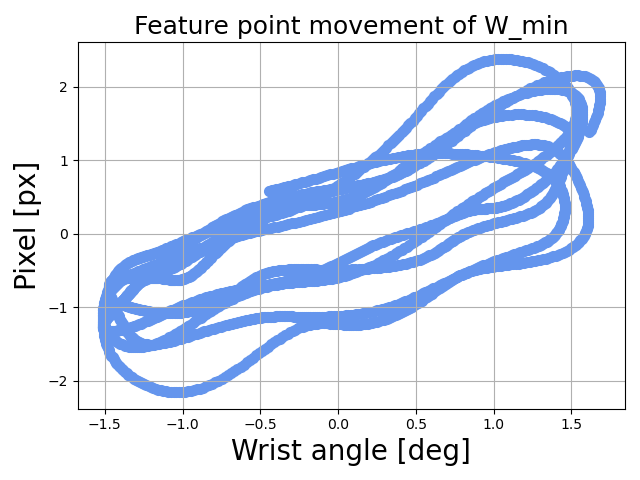 Feature point movement of W_min
Pixel [px]
2
1
0
−1
−2
−1.5 −1.0 −0.5 0.0 0.5 1.0 1.5
Wrist angle [deg]